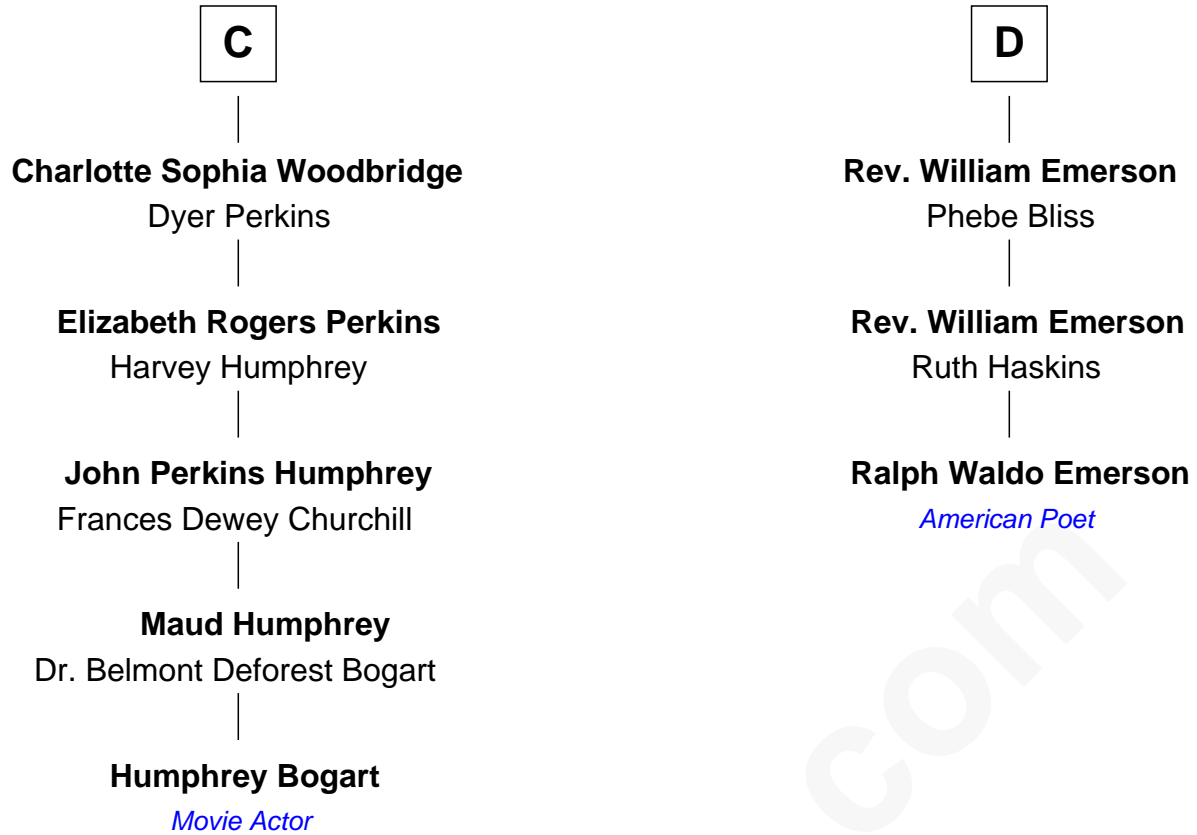 C
Charlotte Sophia Woodbridge
Dyer Perkins
Elizabeth Rogers Perkins
Harvey Humphrey
John Perkins Humphrey
Frances Dewey Churchill
Maud Humphrey
Dr. Belmont Deforest Bogart
Humphrey Bogart
Movie Actor
D
Rev. William Emerson
Phebe Bliss
Rev. William Emerson
Ruth Haskins
Ralph Waldo Emerson
American Poet
com